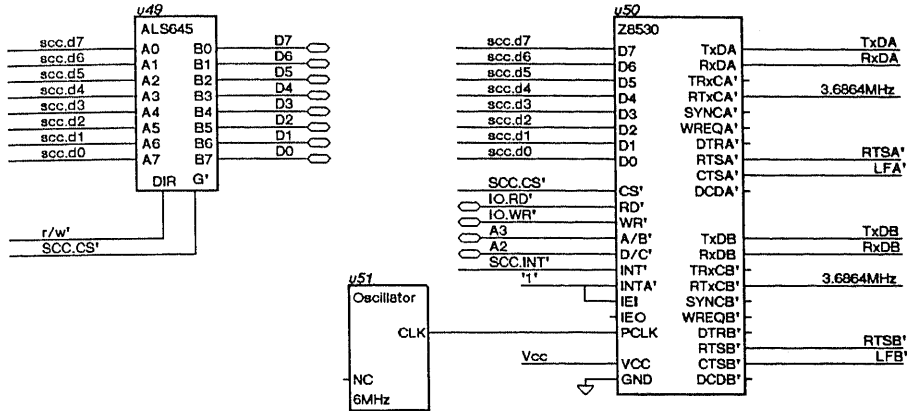 u49
ALS645
scc.d7 A0 B0 D7
scc.d6 A1 B1 D6
scc.d5 A2 B2 D5
scc.d4 A3 B3 D4
scc.d3 A4 B4 D3
scc.d2 A5 B5 D2
scc.d1 A6 B6 D1
scc.d0 A7 B7 D0
DIR G'
r/w'
SCC.CS'
u50
Z8530
scc.d7 D7 TxDA TxDA
scc.d6 D6 RxDA RxDA
scc.d5 D5 TRxCA'
scc.d4 D4 RTxCA' 3.6864MHz
scc.d3 D3 SYNCA'
scc.d2 D2 WREQA'
scc.d1 D1 DTRA'
scc.d0 D0 RTSA' RTSA'
CTSA' LFA'
SCC.CS' CS' DCDA'
IO.RD' RD'
IO.WR' WR'
A3 A/B' TxDB TxDB
A2 D/C' RxDB RxDB
SCC.INT' INT' TRxCB'
'1' INTA' RTxCB' 3.6864MHz
IEI SYNCB'
IEO WREQB'
PCLK DTRB'
RTSB' RTSB'
Vcc VCC CTSB' LFB'
GND DCDB'
u51
Oscillator
CLK
NC
6MHz